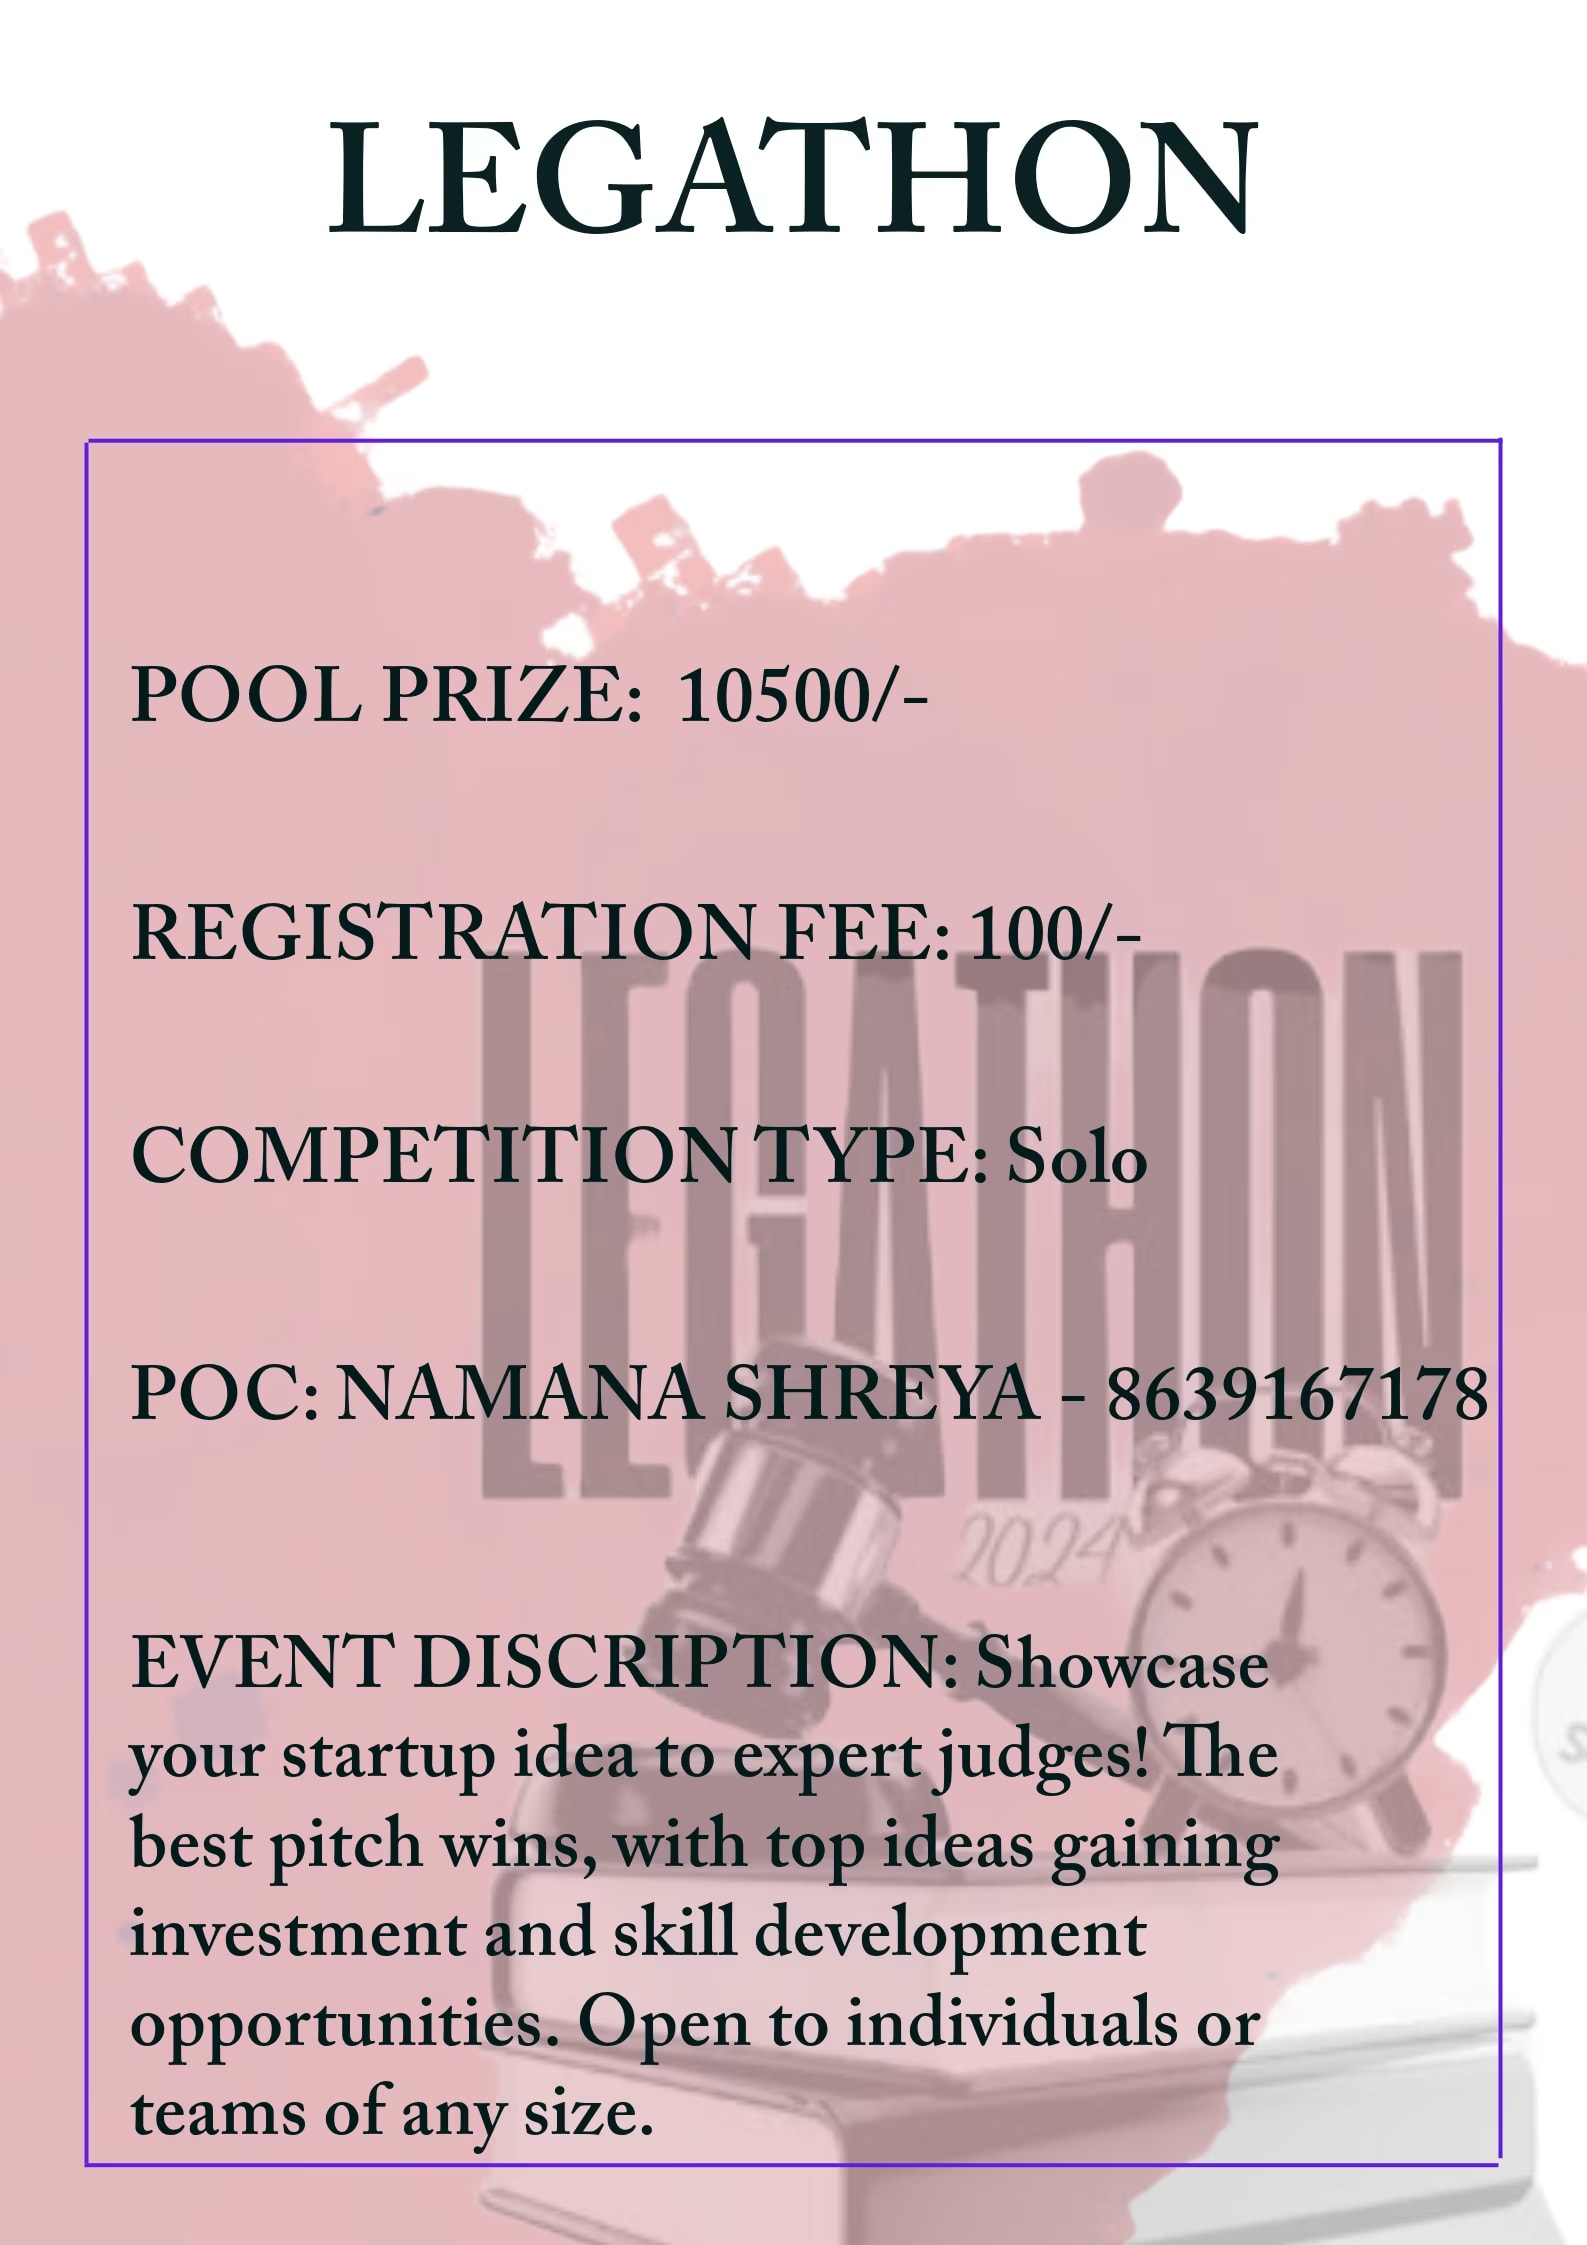 LEGATHON
POOL PRIZE:  10500/-
REGISTRATION FEE: 100/-
LEGATHON
COMPETITION TYPE: Solo
POC: NAMANA SHREYA - 8639167178
2024
EVENT DISCRIPTION: Showcase
your startup idea to expert judges! The
best pitch wins, with top ideas gaining
investment and skill development
opportunities. Open to individuals or
teams of any size.